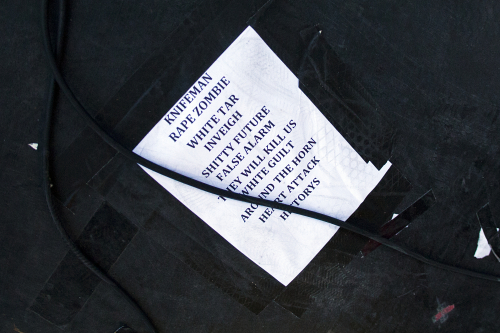 KNIFEMAN
RAPE ZOMBIE
WHITE TAR
INVEIGH
SHITTY FUTURE
FALSE ALARM
THEY WILL KILL US
WHITE GUILT
AROUND THE HORN
HEART ATTACK
HISTORYS